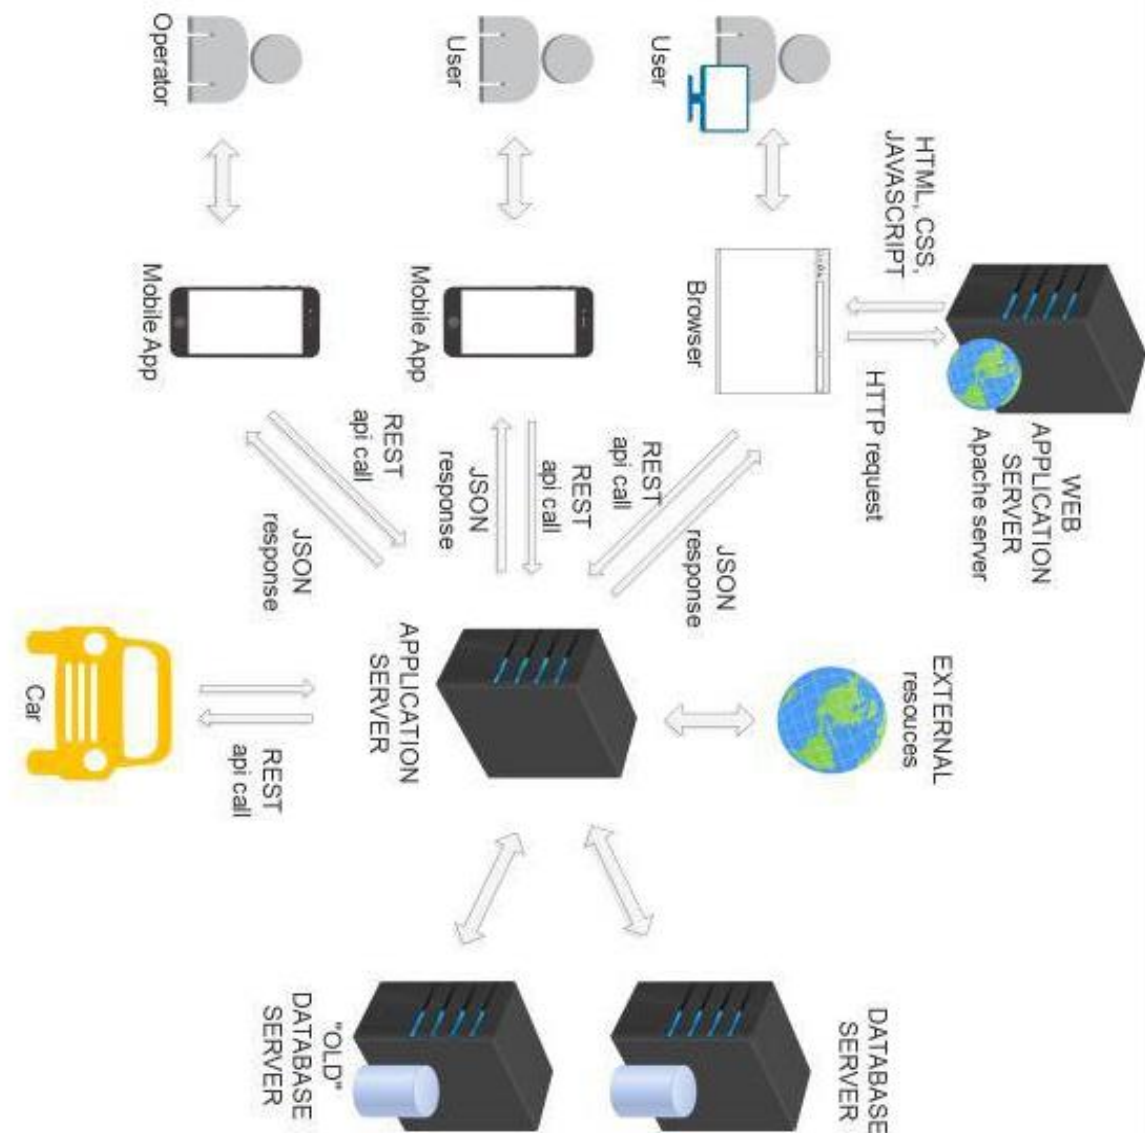 WEB
APPLICATION
SERVER
Apache server
HTML, CSS,
JAVASCRIPT
HTTP request
EXTERNAL
resouces
DATABASE
SERVER
User
Browser
JSON
response
REST
api call
REST
api call
JSON
response
User
Mobile App
APPLICATION
SERVER
REST
api call
"OLD"
DATABASE
SERVER
JSON
response
REST
api call
Operator
Mobile App
Car